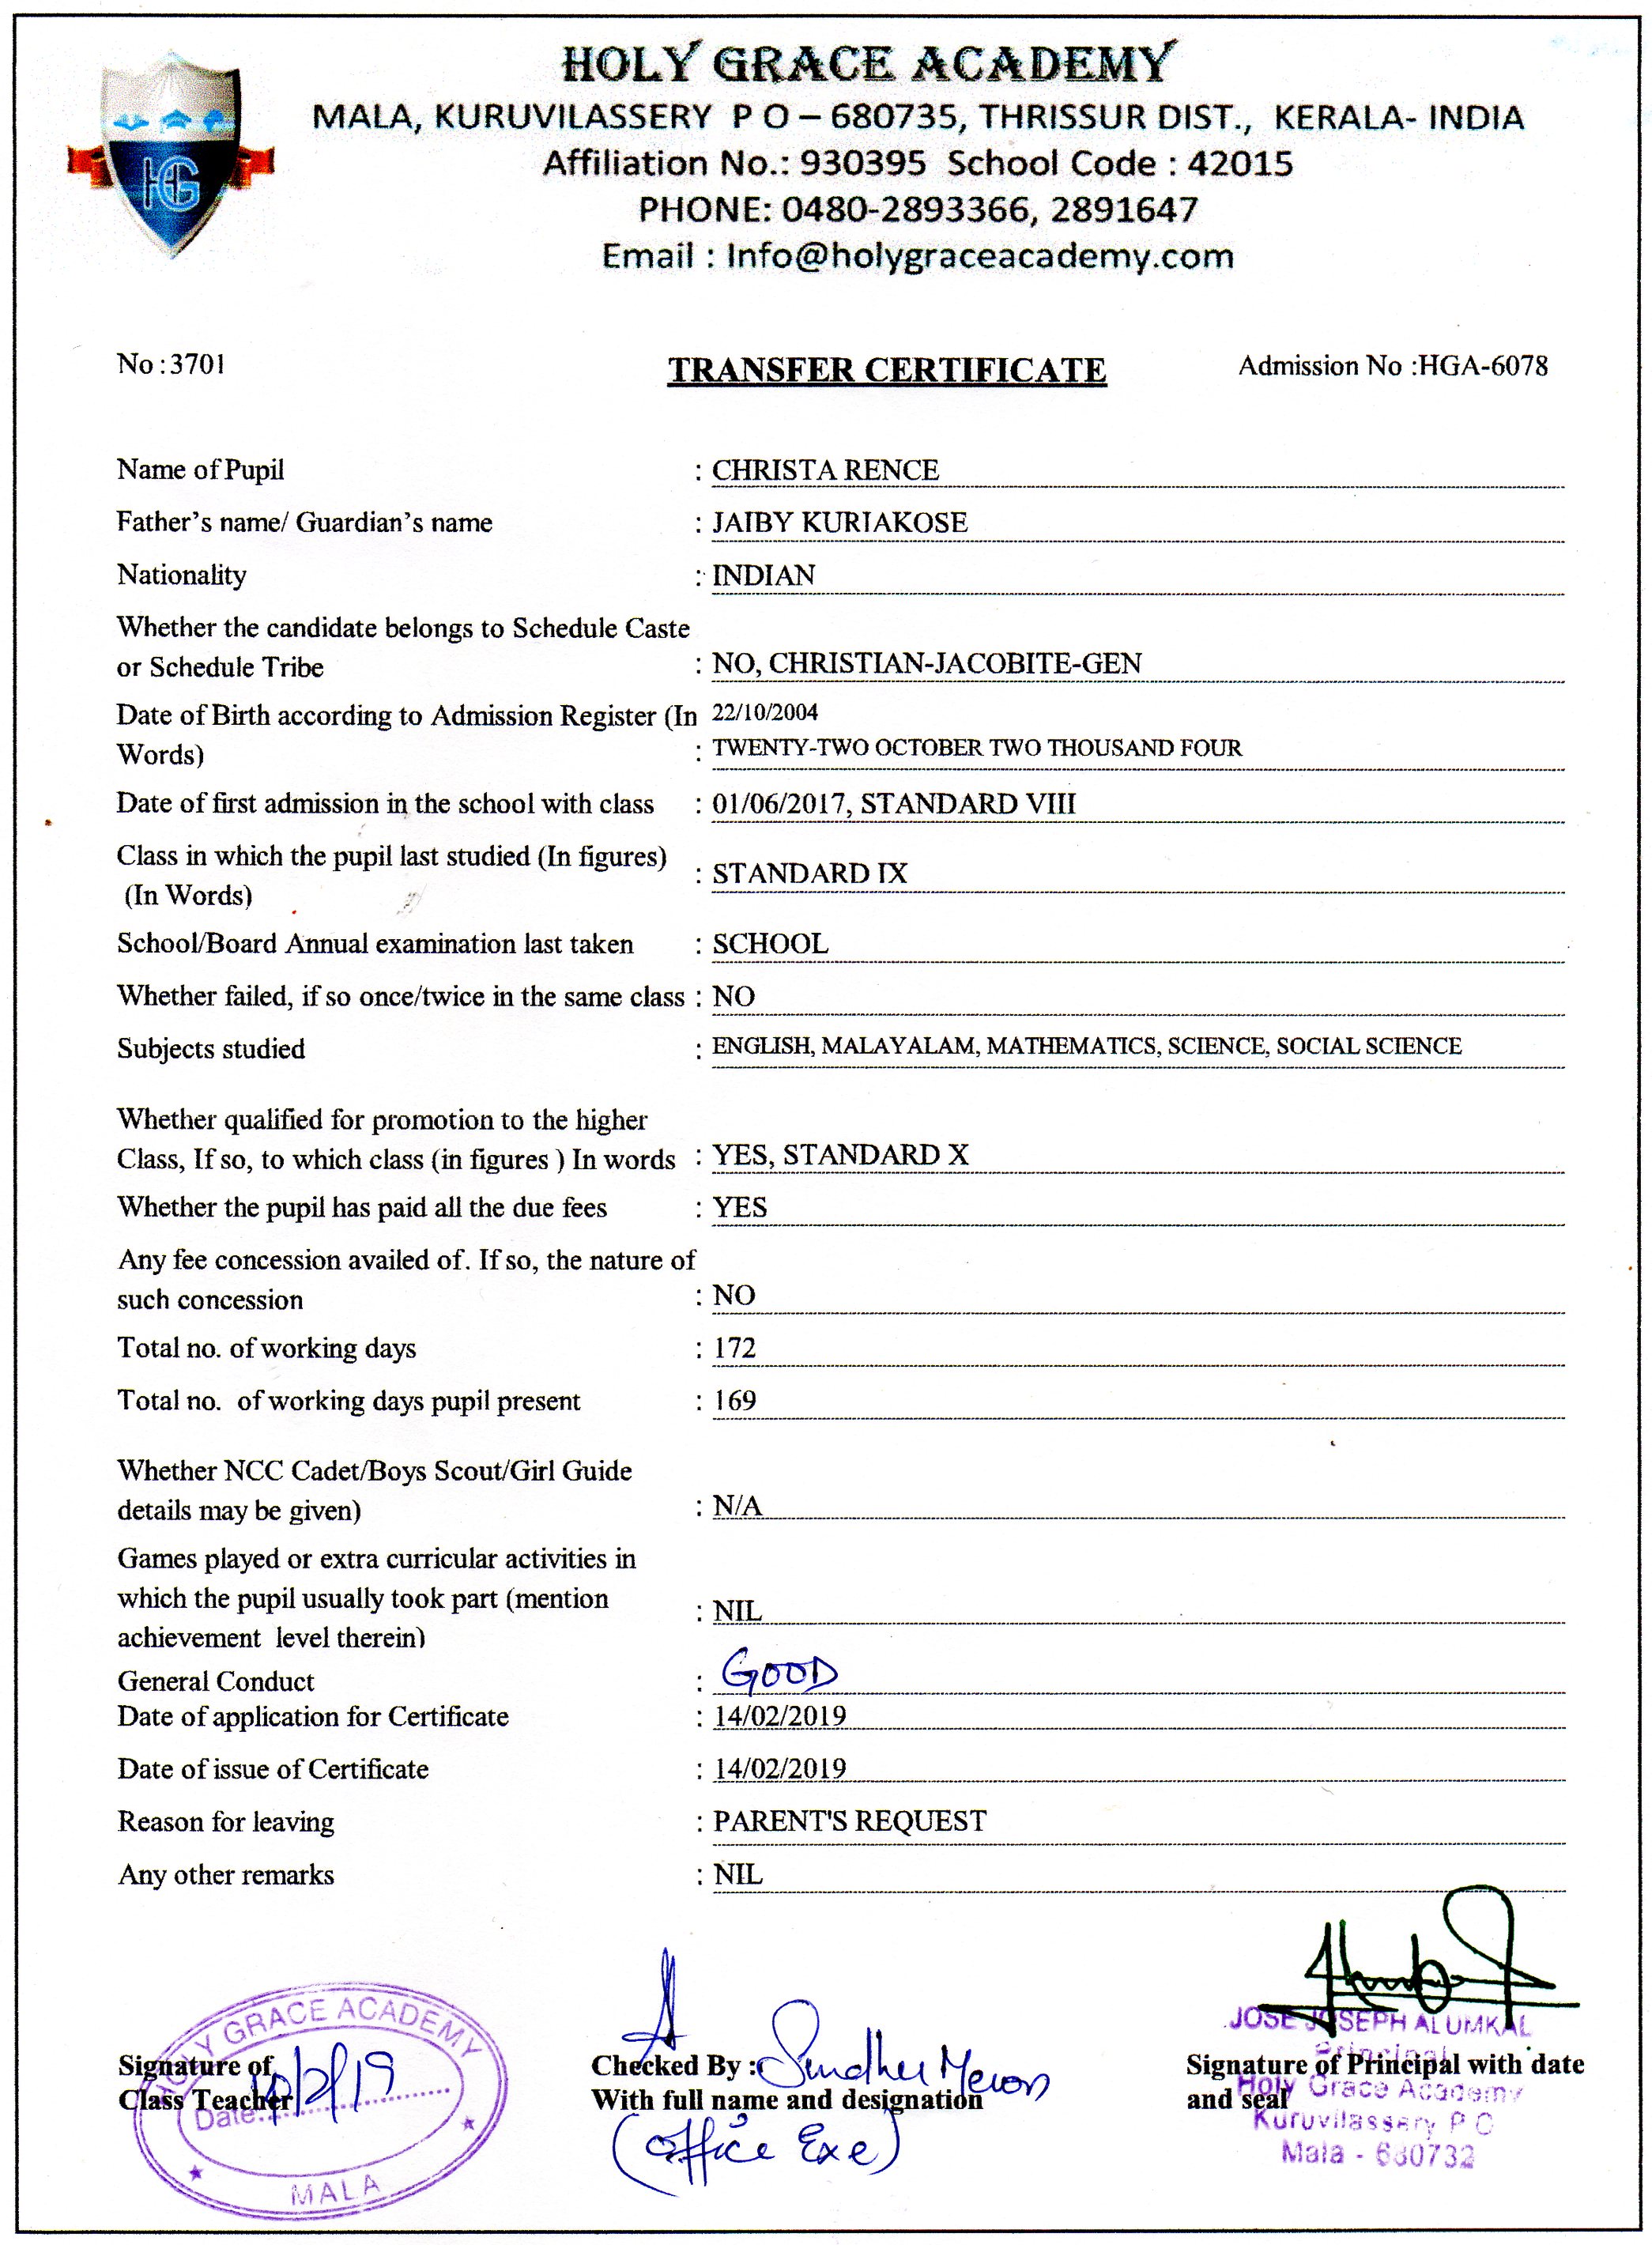 HOLY GRACE ACADEMY
MALA, KURUVILASSERY P O – 680735, THRISSUR DIST., KERALA- INDIA
Affiliation No.: 930395 School Code : 42015
PHONE: 0480-2893366, 2891647
Email : Info@holygraceacademy.com
HG
No :3701 TRANSFER CERTIFICATE Admission No :HGA-6078
Name of Pupil : CHRISTA RENCE
Father's name/ Guardian's name : JAIBY KURIAKOSE
Nationality : INDIAN
Whether the candidate belongs to Schedule Caste
or Schedule Tribe : NO, CHRISTIAN-JACOBITE-GEN
Date of Birth according to Admission Register (In 22/10/2004
Words) : TWENTY-TWO OCTOBER TWO THOUSAND FOUR
Date of first admission in the school with class : 01/06/2017, STANDARD VIII
Class in which the pupil last studied (In figures)
(In Words) : STANDARD IX
School/Board Annual examination last taken : SCHOOL
Whether failed, if so once/twice in the same class : NO
Subjects studied : ENGLISH, MALAYALAM, MATHEMATICS, SCIENCE, SOCIAL SCIENCE
Whether qualified for promotion to the higher
Class, If so, to which class (in figures ) In words : YES, STANDARD X
Whether the pupil has paid all the due fees : YES
Any fee concession availed of. If so, the nature of
such concession : NO
Total no. of working days : 172
Total no. of working days pupil present : 169
Whether NCC Cadet/Boys Scout/Girl Guide
details may be given) : N/A
Games played or extra curricular activities in
which the pupil usually took part (mention
achievement level therein) : NIL
General Conduct : GOOD
Date of application for Certificate : 14/02/2019
Date of issue of Certificate : 14/02/2019
Reason for leaving : PARENT'S REQUEST
Any other remarks : NIL
HOLY GRACE ACADEMY
Date
MALA
Signature of
Class Teacher
Checked By : Sindhu Menon
With full name and designation
(Office Exe)
JOSE JOSEPH ALUMKAL
Principal
Signature of Principal with date
and seal
Holy Grace Academy
Kuruvilassery P O
Mala - 680732